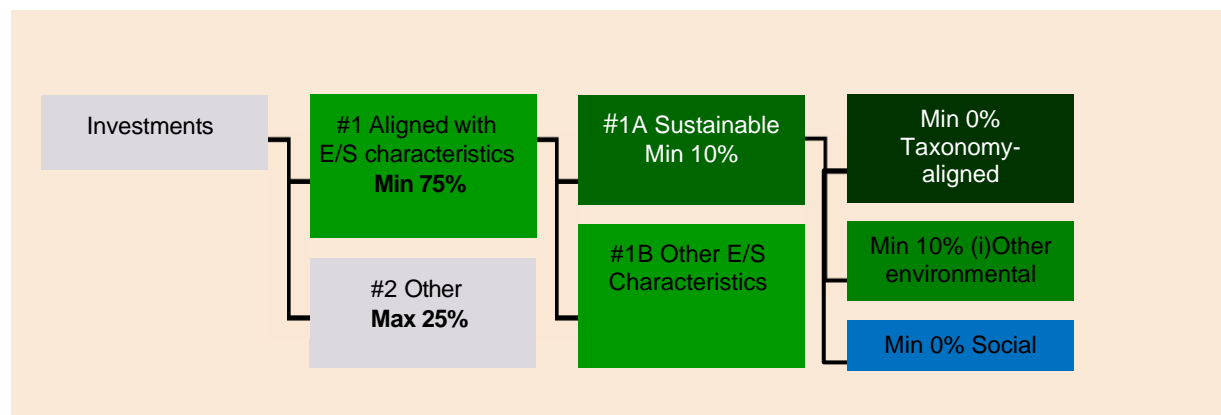 Investments
#1 Aligned with
E/S characteristics
Min 75%
#2 Other
Max 25%
#1A Sustainable
Min 10%
#1B Other E/S
Characteristics
Min 0%
Taxonomy-
aligned
Min 10% (i)Other
environmental
Min 0% Social